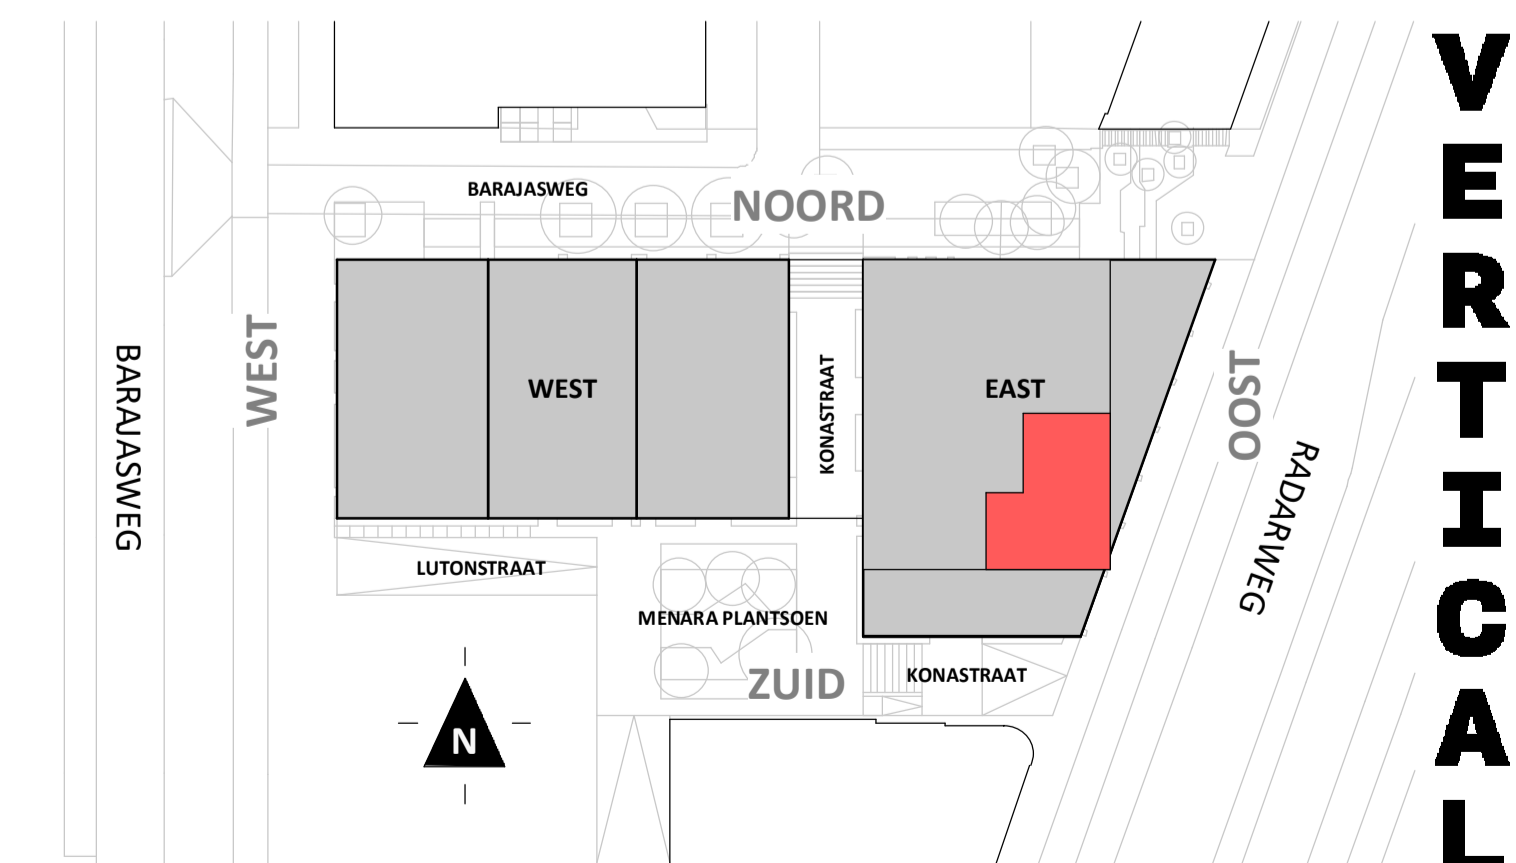 BARAJASWEG
NOORD
WEST
BARAJASWEG
WEST
KONASTRAAT
EAST
OOST
RADARWEG
LUTONSTRAAT
MENARA PLANTSOEN
ZUID
KONASTRAAT
N
VERTICAL